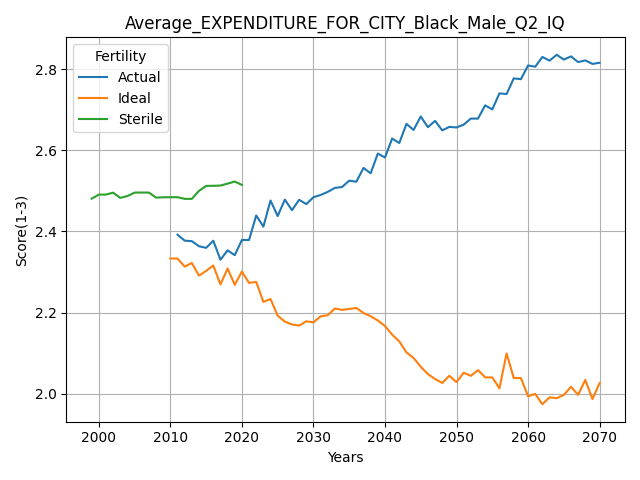 Average_EXPENDITURE_FOR_CITY_Black_Male_Q2_IQ
Fertility
Actual
Ideal
Sterile
Score(1-3)
2.8
2.6
2.4
2.2
2.0
2000 2010 2020 2030 2040 2050 2060 2070
Years